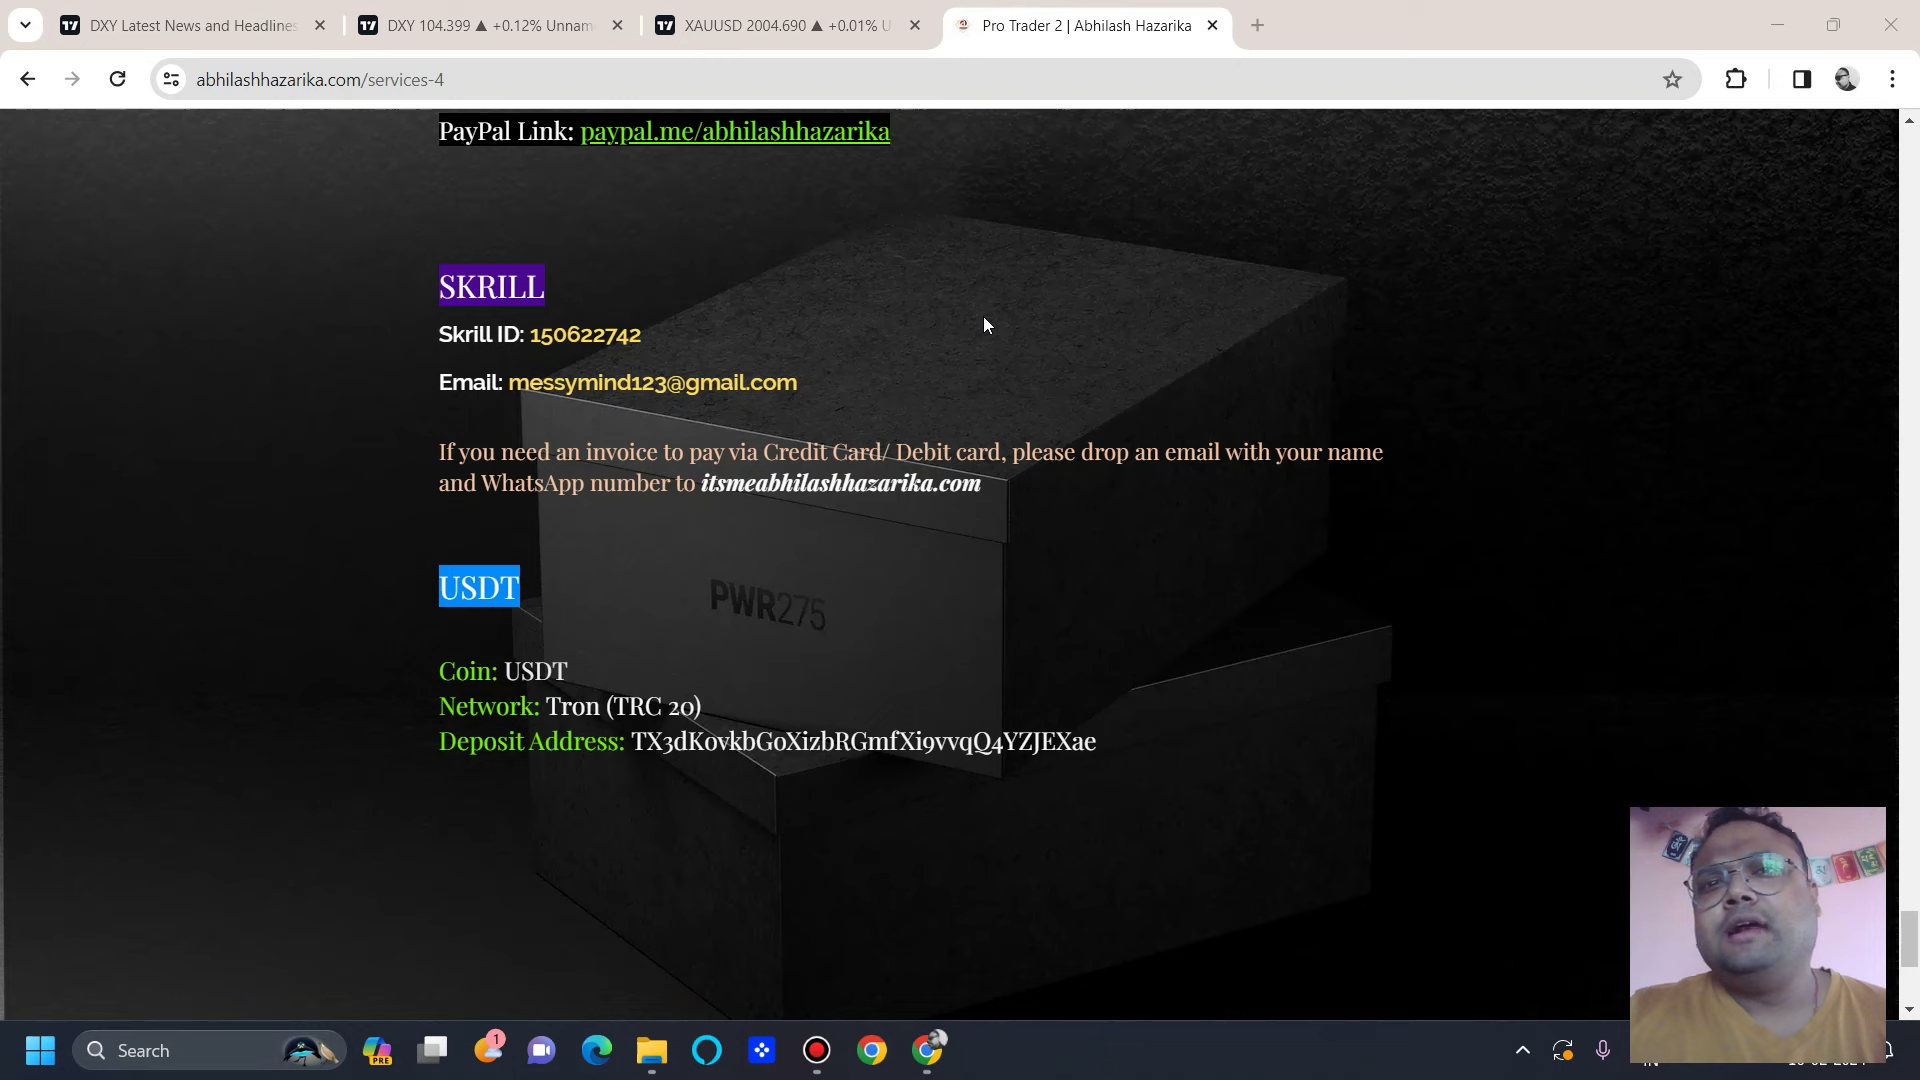 DXY Latest News and Headlines
DXY 104.399 ▲ +0.12% Unnam
XAUUSD 2004.690 ▲ +0.01% U
Pro Trader 2 | Abhilash Hazarika
abhilashhazarika.com/services-4
PayPal Link: paypal.me/abhilashhazarika
SKRILL
Skrill ID: 150622742
Email: messymind123@gmail.com
If you need an invoice to pay via Credit Card/ Debit card, please drop an email with your name
and WhatsApp number to itsmeabhilashhazarika.com
PWR275
USDT
Coin: USDT
Network: Tron (TRC 20)
Deposit Address: TX3dKovkbGoXizbRGmfXi9vvqQ4YZJEXae
Search
PRE
1